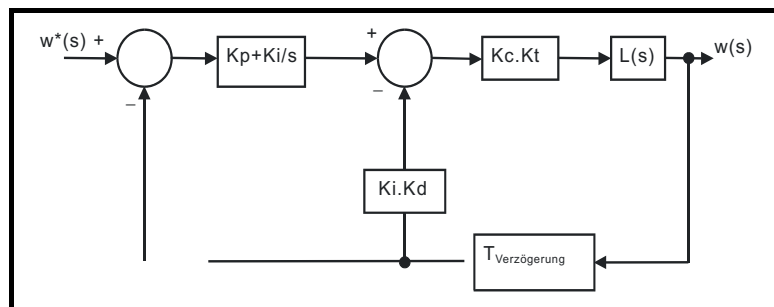 w*(s) +
–
Kp+Ki/s
+
–
Kc.Kt
L(s)
w(s)
Ki.Kd
TVerzögerung